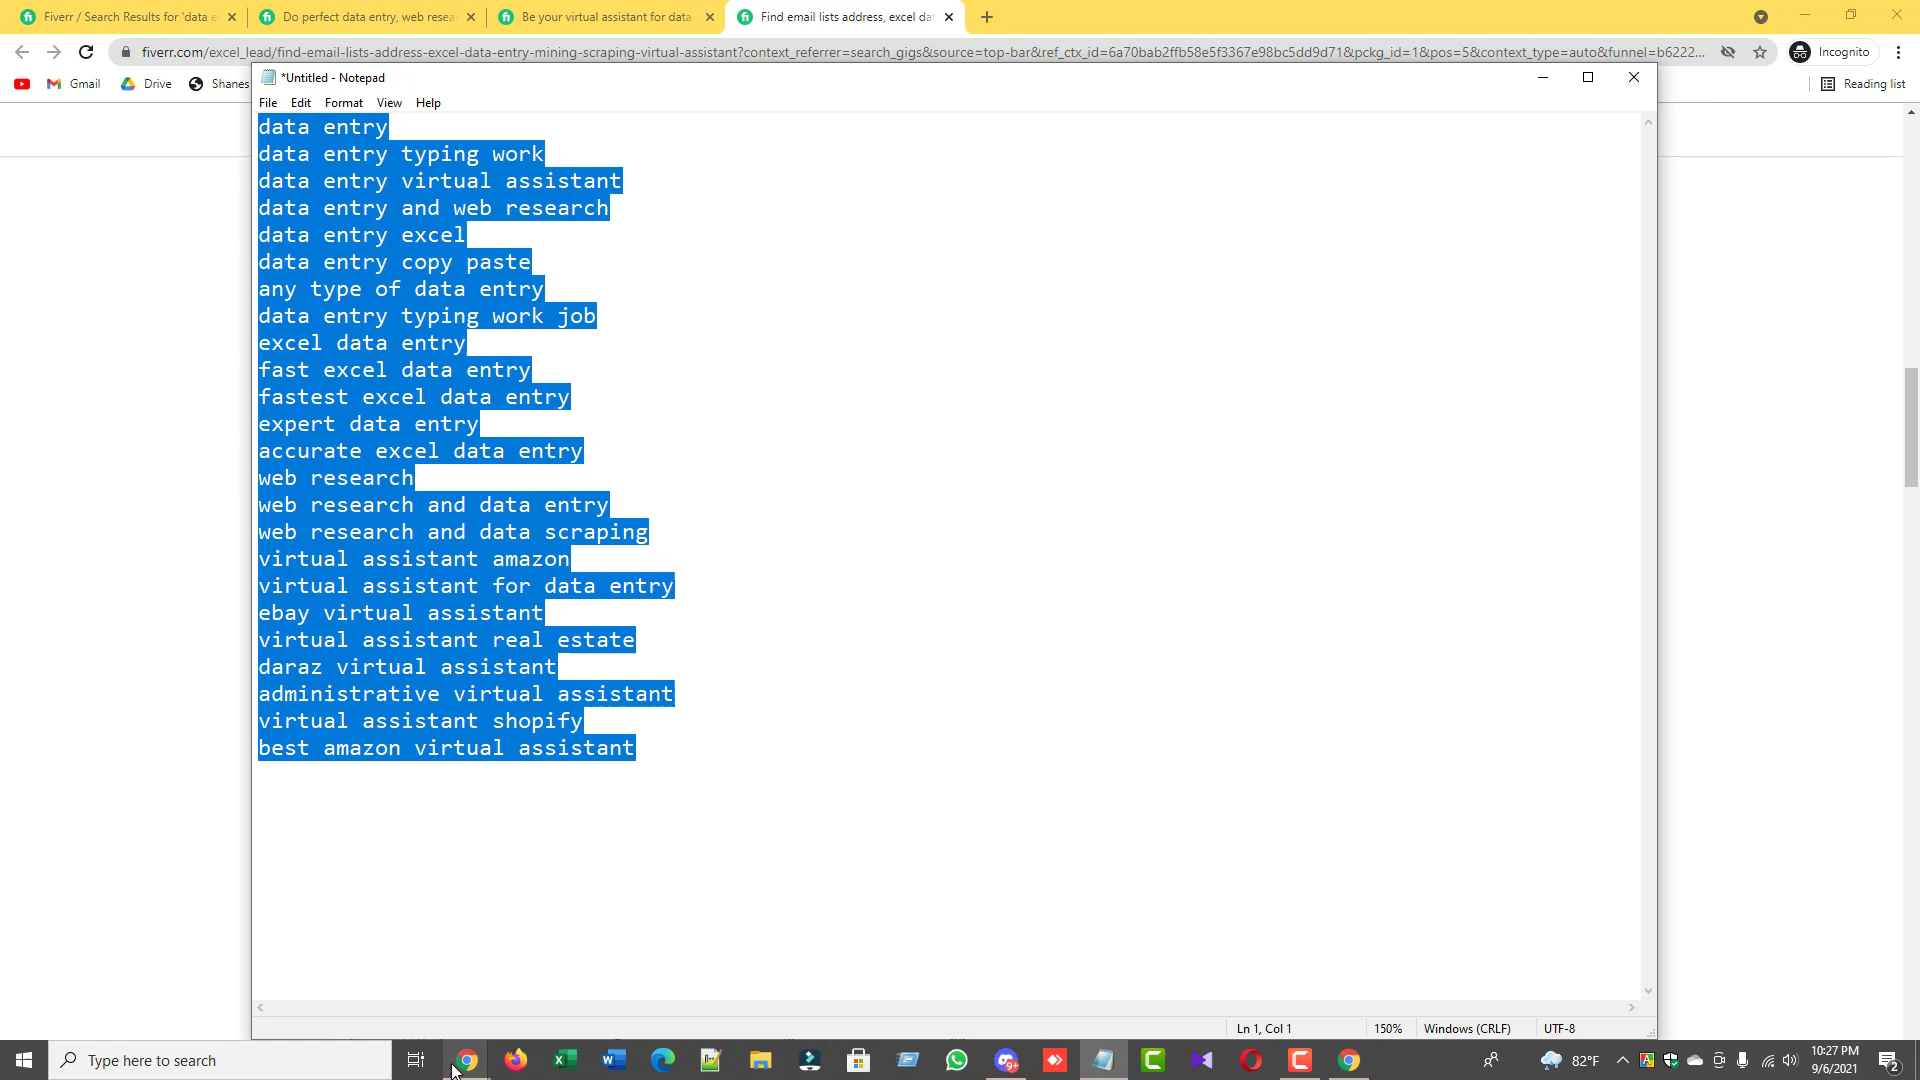 Fiverr / Search Results for 'data e
Do perfect data entry, web resea
Be your virtual assistant for data
Find email lists address, excel dat
fiverr.com/excel_lead/find-email-lists-address-excel-data-entry-mining-scraping-virtual-assistant?context_referrer=search_gigs&source=top-bar&ref_ctx_id=6a70bab2ffb58e5f3367e98bc5dd9d71&pckg_id=1&pos=5&context_type=auto&funnel=b6222...
Incognito
Gmail
Drive
Shanes
Reading list
*Untitled - Notepad
File Edit Format View Help
data entry
data entry typing work
data entry virtual assistant
data entry and web research
data entry excel
data entry copy paste
any type of data entry
data entry typing work job
excel data entry
fast excel data entry
fastest excel data entry
expert data entry
accurate excel data entry
web research
web research and data entry
web research and data scraping
virtual assistant amazon
virtual assistant for data entry
ebay virtual assistant
virtual assistant real estate
daraz virtual assistant
administrative virtual assistant
virtual assistant shopify
best amazon virtual assistant
Ln 1, Col 1
150%
Windows (CRLF)
UTF-8
Type here to search
9+
82°F
10:27 PM
9/6/2021
2